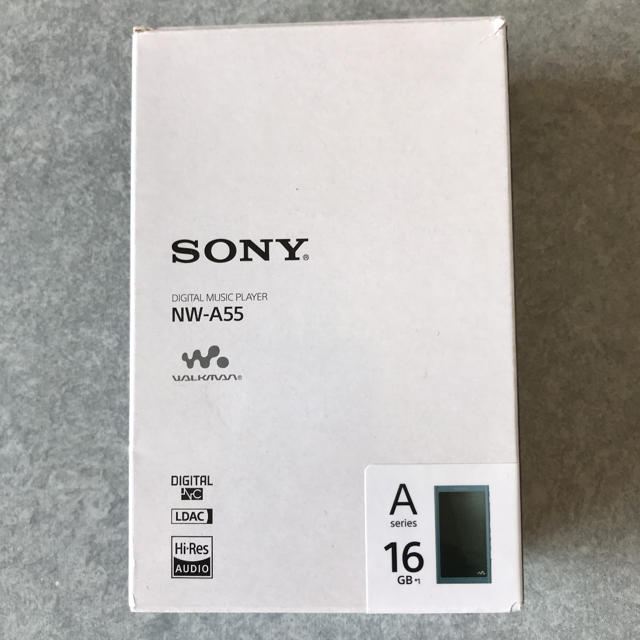 SONY®
DIGITAL MUSIC PLAYER
NW-A55
W.
WALKMAN®
DIGITAL
NC
LDAC
Hi-Res
AUDIO
A
series
16
GB*1